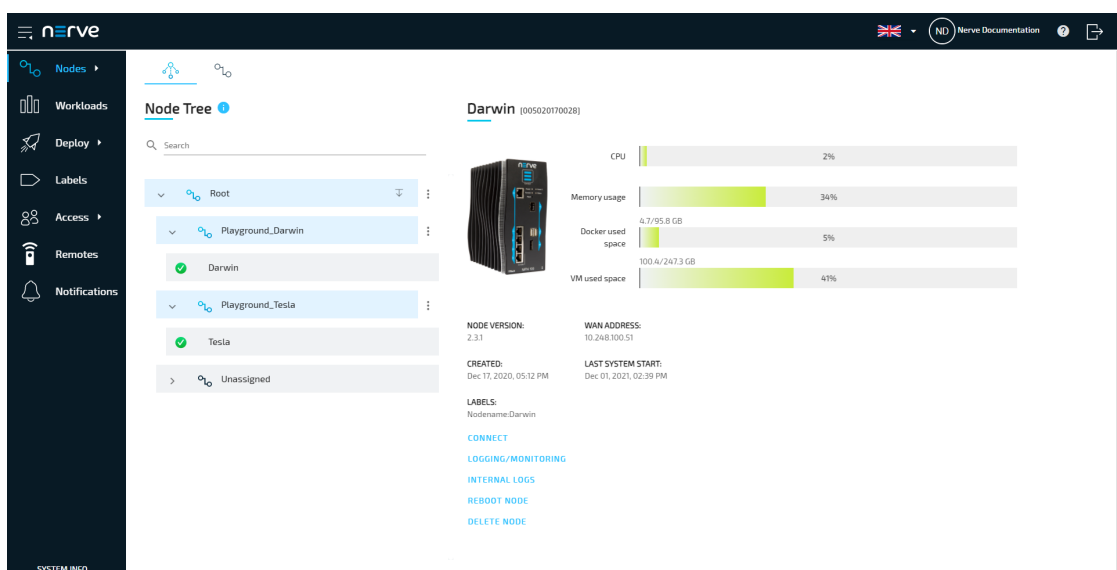 nerve
ND Nerve Documentation ?
Nodes
Workloads
Deploy
Labels
Access
Remotes
Notifications
SYSTEM INFO
Node Tree i
Search
Root
Playground_Darwin
Darwin
Playground_Tesla
Tesla
Unassigned
Darwin [005020170028]
nerve
CPU 2%
Memory usage 34%
4.7/95.8 GB
Docker used space 5%
100.4/247.3 GB
VM used space 41%
NODE VERSION:
2.3.1
WAN ADDRESS:
10.248.100.51
CREATED:
Dec 17, 2020, 05:12 PM
LAST SYSTEM START:
Dec 01, 2021, 02:39 PM
LABELS:
Nodename:Darwin
CONNECT
LOGGING/MONITORING
INTERNAL LOGS
REBOOT NODE
DELETE NODE